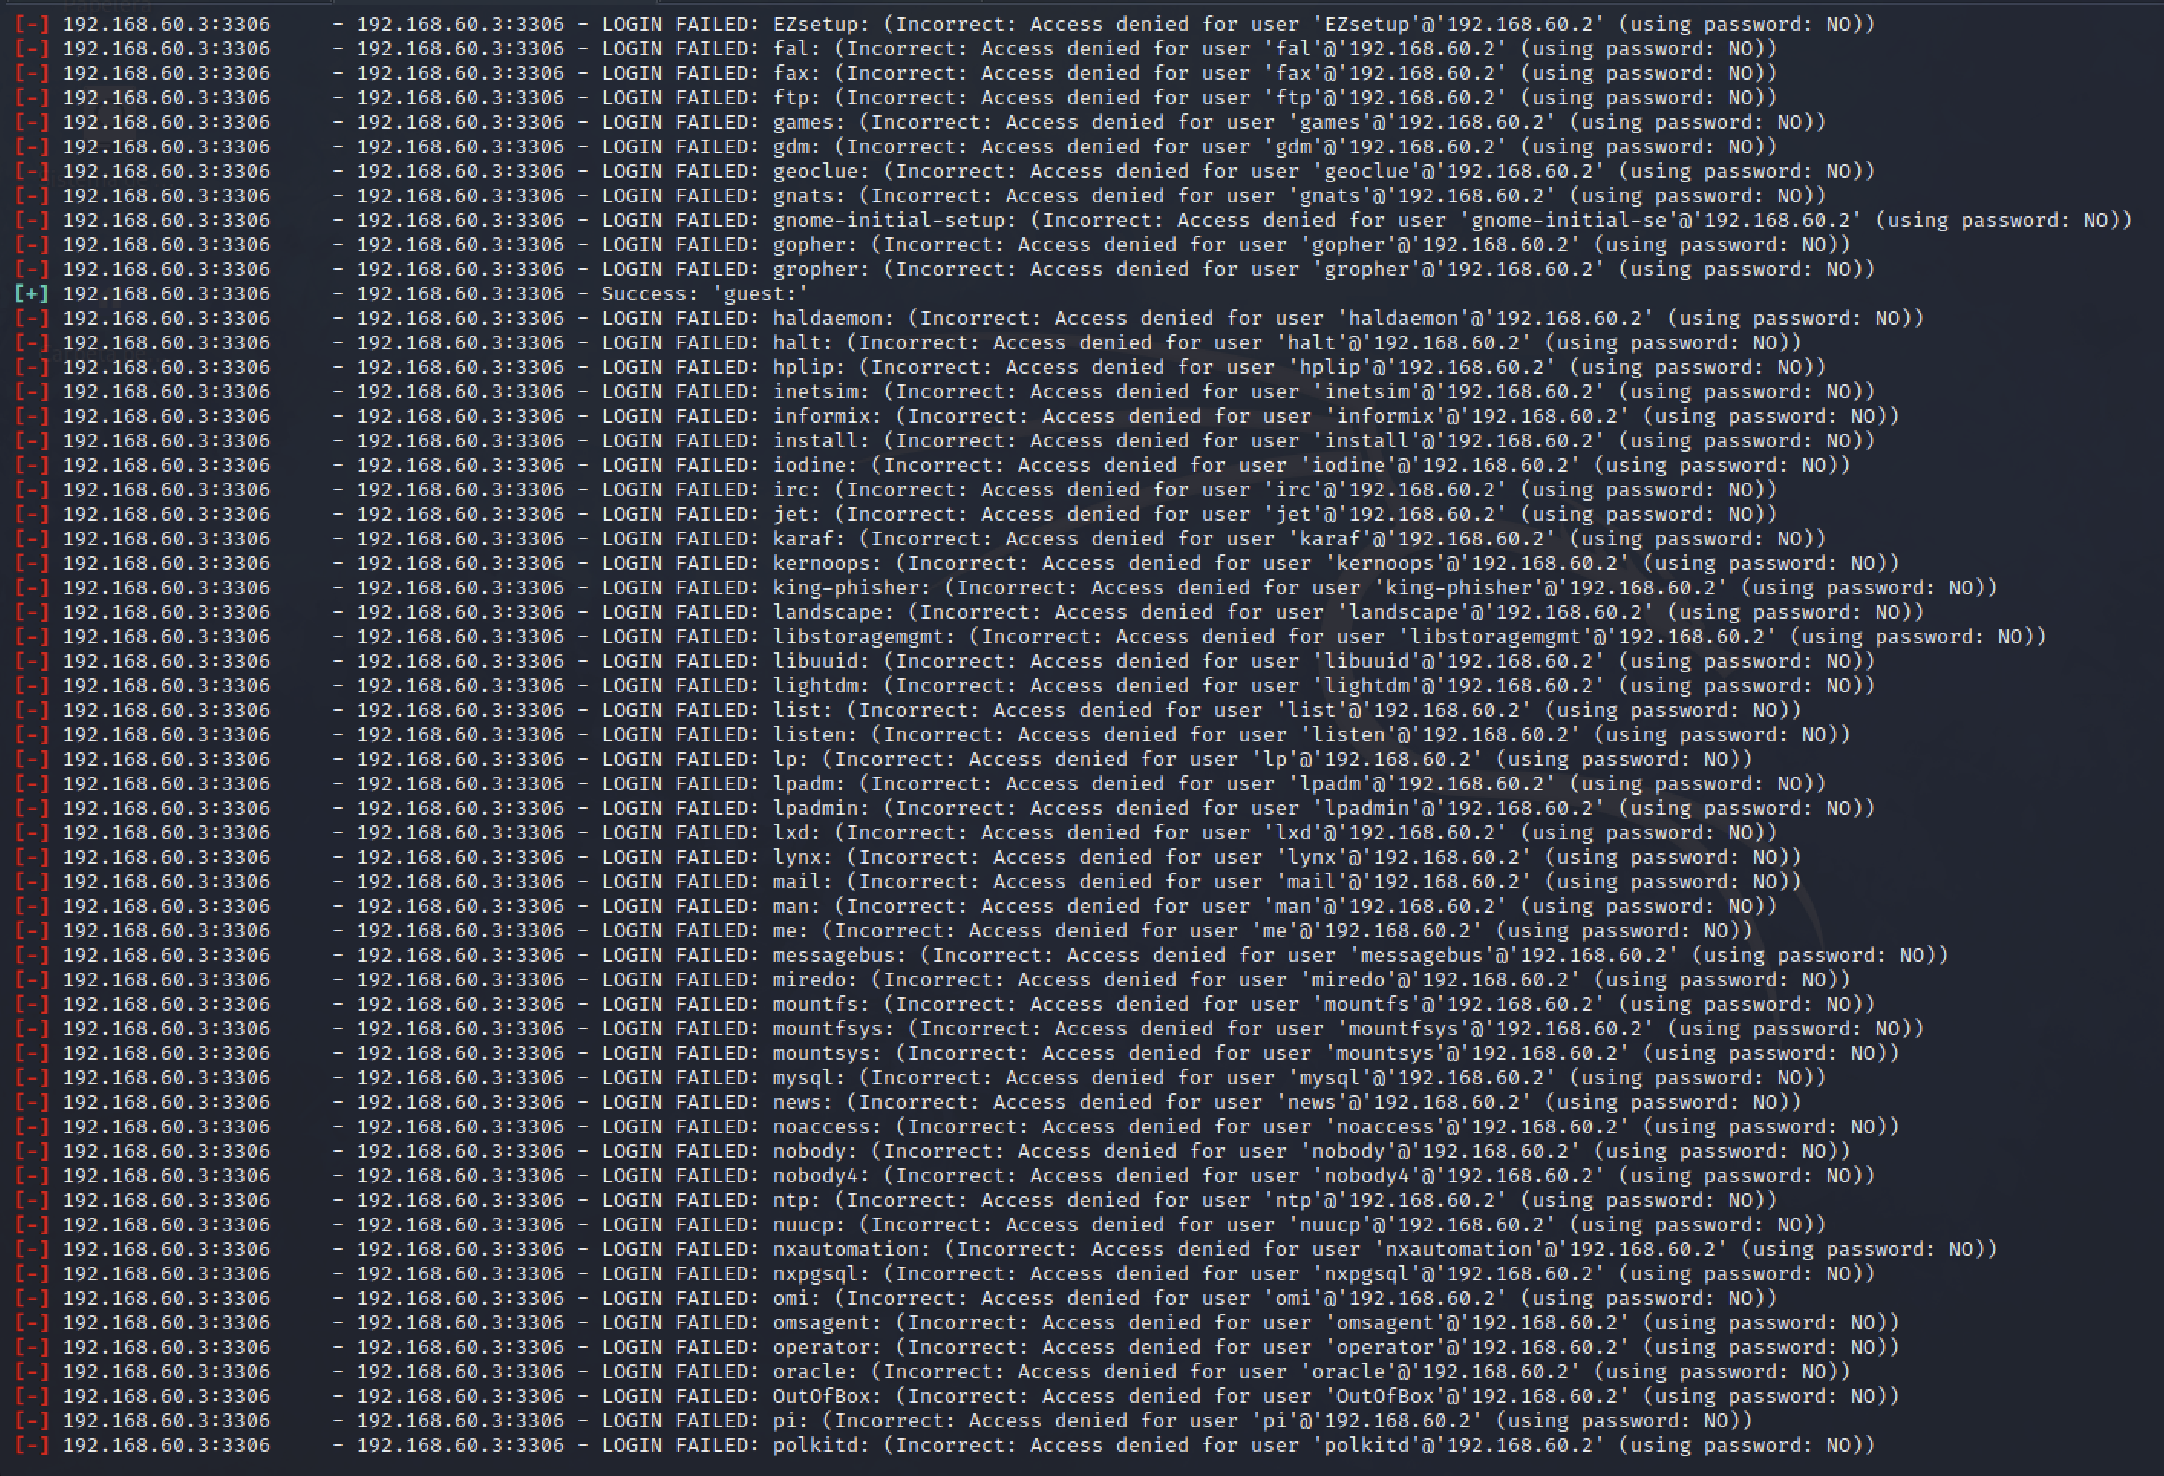 [-] 192.168.60.3:3306     - 192.168.60.3:3306 - LOGIN FAILED: EZsetup: (Incorrect: Access denied for user 'EZsetup'@'192.168.60.2' (using password: NO))
[-] 192.168.60.3:3306     - 192.168.60.3:3306 - LOGIN FAILED: fal: (Incorrect: Access denied for user 'fal'@'192.168.60.2' (using password: NO))
[-] 192.168.60.3:3306     - 192.168.60.3:3306 - LOGIN FAILED: fax: (Incorrect: Access denied for user 'fax'@'192.168.60.2' (using password: NO))
[-] 192.168.60.3:3306     - 192.168.60.3:3306 - LOGIN FAILED: ftp: (Incorrect: Access denied for user 'ftp'@'192.168.60.2' (using password: NO))
[-] 192.168.60.3:3306     - 192.168.60.3:3306 - LOGIN FAILED: games: (Incorrect: Access denied for user 'games'@'192.168.60.2' (using password: NO))
[-] 192.168.60.3:3306     - 192.168.60.3:3306 - LOGIN FAILED: gdm: (Incorrect: Access denied for user 'gdm'@'192.168.60.2' (using password: NO))
[-] 192.168.60.3:3306     - 192.168.60.3:3306 - LOGIN FAILED: geoclue: (Incorrect: Access denied for user 'geoclue'@'192.168.60.2' (using password: NO))
[-] 192.168.60.3:3306     - 192.168.60.3:3306 - LOGIN FAILED: gnats: (Incorrect: Access denied for user 'gnats'@'192.168.60.2' (using password: NO))
[-] 192.168.60.3:3306     - 192.168.60.3:3306 - LOGIN FAILED: gnome-initial-setup: (Incorrect: Access denied for user 'gnome-initial-se'@'192.168.60.2' (using password: NO))
[-] 192.168.60.3:3306     - 192.168.60.3:3306 - LOGIN FAILED: gopher: (Incorrect: Access denied for user 'gopher'@'192.168.60.2' (using password: NO))
[-] 192.168.60.3:3306     - 192.168.60.3:3306 - LOGIN FAILED: gropher: (Incorrect: Access denied for user 'gropher'@'192.168.60.2' (using password: NO))
[+] 192.168.60.3:3306     - 192.168.60.3:3306 - Success: 'guest:'
[-] 192.168.60.3:3306     - 192.168.60.3:3306 - LOGIN FAILED: haldaemon: (Incorrect: Access denied for user 'haldaemon'@'192.168.60.2' (using password: NO))
[-] 192.168.60.3:3306     - 192.168.60.3:3306 - LOGIN FAILED: halt: (Incorrect: Access denied for user 'halt'@'192.168.60.2' (using password: NO))
[-] 192.168.60.3:3306     - 192.168.60.3:3306 - LOGIN FAILED: hplip: (Incorrect: Access denied for user 'hplip'@'192.168.60.2' (using password: NO))
[-] 192.168.60.3:3306     - 192.168.60.3:3306 - LOGIN FAILED: inetsim: (Incorrect: Access denied for user 'inetsim'@'192.168.60.2' (using password: NO))
[-] 192.168.60.3:3306     - 192.168.60.3:3306 - LOGIN FAILED: informix: (Incorrect: Access denied for user 'informix'@'192.168.60.2' (using password: NO))
[-] 192.168.60.3:3306     - 192.168.60.3:3306 - LOGIN FAILED: install: (Incorrect: Access denied for user 'install'@'192.168.60.2' (using password: NO))
[-] 192.168.60.3:3306     - 192.168.60.3:3306 - LOGIN FAILED: iodine: (Incorrect: Access denied for user 'iodine'@'192.168.60.2' (using password: NO))
[-] 192.168.60.3:3306     - 192.168.60.3:3306 - LOGIN FAILED: irc: (Incorrect: Access denied for user 'irc'@'192.168.60.2' (using password: NO))
[-] 192.168.60.3:3306     - 192.168.60.3:3306 - LOGIN FAILED: jet: (Incorrect: Access denied for user 'jet'@'192.168.60.2' (using password: NO))
[-] 192.168.60.3:3306     - 192.168.60.3:3306 - LOGIN FAILED: karaf: (Incorrect: Access denied for user 'karaf'@'192.168.60.2' (using password: NO))
[-] 192.168.60.3:3306     - 192.168.60.3:3306 - LOGIN FAILED: kernoops: (Incorrect: Access denied for user 'kernoops'@'192.168.60.2' (using password: NO))
[-] 192.168.60.3:3306     - 192.168.60.3:3306 - LOGIN FAILED: king-phisher: (Incorrect: Access denied for user 'king-phisher'@'192.168.60.2' (using password: NO))
[-] 192.168.60.3:3306     - 192.168.60.3:3306 - LOGIN FAILED: landscape: (Incorrect: Access denied for user 'landscape'@'192.168.60.2' (using password: NO))
[-] 192.168.60.3:3306     - 192.168.60.3:3306 - LOGIN FAILED: libstoragemgmt: (Incorrect: Access denied for user 'libstoragemgmt'@'192.168.60.2' (using password: NO))
[-] 192.168.60.3:3306     - 192.168.60.3:3306 - LOGIN FAILED: libuuid: (Incorrect: Access denied for user 'libuuid'@'192.168.60.2' (using password: NO))
[-] 192.168.60.3:3306     - 192.168.60.3:3306 - LOGIN FAILED: lightdm: (Incorrect: Access denied for user 'lightdm'@'192.168.60.2' (using password: NO))
[-] 192.168.60.3:3306     - 192.168.60.3:3306 - LOGIN FAILED: list: (Incorrect: Access denied for user 'list'@'192.168.60.2' (using password: NO))
[-] 192.168.60.3:3306     - 192.168.60.3:3306 - LOGIN FAILED: listen: (Incorrect: Access denied for user 'listen'@'192.168.60.2' (using password: NO))
[-] 192.168.60.3:3306     - 192.168.60.3:3306 - LOGIN FAILED: lp: (Incorrect: Access denied for user 'lp'@'192.168.60.2' (using password: NO))
[-] 192.168.60.3:3306     - 192.168.60.3:3306 - LOGIN FAILED: lpadm: (Incorrect: Access denied for user 'lpadm'@'192.168.60.2' (using password: NO))
[-] 192.168.60.3:3306     - 192.168.60.3:3306 - LOGIN FAILED: lpadmin: (Incorrect: Access denied for user 'lpadmin'@'192.168.60.2' (using password: NO))
[-] 192.168.60.3:3306     - 192.168.60.3:3306 - LOGIN FAILED: lxd: (Incorrect: Access denied for user 'lxd'@'192.168.60.2' (using password: NO))
[-] 192.168.60.3:3306     - 192.168.60.3:3306 - LOGIN FAILED: lynx: (Incorrect: Access denied for user 'lynx'@'192.168.60.2' (using password: NO))
[-] 192.168.60.3:3306     - 192.168.60.3:3306 - LOGIN FAILED: mail: (Incorrect: Access denied for user 'mail'@'192.168.60.2' (using password: NO))
[-] 192.168.60.3:3306     - 192.168.60.3:3306 - LOGIN FAILED: man: (Incorrect: Access denied for user 'man'@'192.168.60.2' (using password: NO))
[-] 192.168.60.3:3306     - 192.168.60.3:3306 - LOGIN FAILED: me: (Incorrect: Access denied for user 'me'@'192.168.60.2' (using password: NO))
[-] 192.168.60.3:3306     - 192.168.60.3:3306 - LOGIN FAILED: messagebus: (Incorrect: Access denied for user 'messagebus'@'192.168.60.2' (using password: NO))
[-] 192.168.60.3:3306     - 192.168.60.3:3306 - LOGIN FAILED: miredo: (Incorrect: Access denied for user 'miredo'@'192.168.60.2' (using password: NO))
[-] 192.168.60.3:3306     - 192.168.60.3:3306 - LOGIN FAILED: mountfs: (Incorrect: Access denied for user 'mountfs'@'192.168.60.2' (using password: NO))
[-] 192.168.60.3:3306     - 192.168.60.3:3306 - LOGIN FAILED: mountfsys: (Incorrect: Access denied for user 'mountfsys'@'192.168.60.2' (using password: NO))
[-] 192.168.60.3:3306     - 192.168.60.3:3306 - LOGIN FAILED: mountsys: (Incorrect: Access denied for user 'mountsys'@'192.168.60.2' (using password: NO))
[-] 192.168.60.3:3306     - 192.168.60.3:3306 - LOGIN FAILED: mysql: (Incorrect: Access denied for user 'mysql'@'192.168.60.2' (using password: NO))
[-] 192.168.60.3:3306     - 192.168.60.3:3306 - LOGIN FAILED: news: (Incorrect: Access denied for user 'news'@'192.168.60.2' (using password: NO))
[-] 192.168.60.3:3306     - 192.168.60.3:3306 - LOGIN FAILED: noaccess: (Incorrect: Access denied for user 'noaccess'@'192.168.60.2' (using password: NO))
[-] 192.168.60.3:3306     - 192.168.60.3:3306 - LOGIN FAILED: nobody: (Incorrect: Access denied for user 'nobody'@'192.168.60.2' (using password: NO))
[-] 192.168.60.3:3306     - 192.168.60.3:3306 - LOGIN FAILED: nobody4: (Incorrect: Access denied for user 'nobody4'@'192.168.60.2' (using password: NO))
[-] 192.168.60.3:3306     - 192.168.60.3:3306 - LOGIN FAILED: ntp: (Incorrect: Access denied for user 'ntp'@'192.168.60.2' (using password: NO))
[-] 192.168.60.3:3306     - 192.168.60.3:3306 - LOGIN FAILED: nuucp: (Incorrect: Access denied for user 'nuucp'@'192.168.60.2' (using password: NO))
[-] 192.168.60.3:3306     - 192.168.60.3:3306 - LOGIN FAILED: nxautomation: (Incorrect: Access denied for user 'nxautomation'@'192.168.60.2' (using password: NO))
[-] 192.168.60.3:3306     - 192.168.60.3:3306 - LOGIN FAILED: nxpgsql: (Incorrect: Access denied for user 'nxpgsql'@'192.168.60.2' (using password: NO))
[-] 192.168.60.3:3306     - 192.168.60.3:3306 - LOGIN FAILED: omi: (Incorrect: Access denied for user 'omi'@'192.168.60.2' (using password: NO))
[-] 192.168.60.3:3306     - 192.168.60.3:3306 - LOGIN FAILED: omsagent: (Incorrect: Access denied for user 'omsagent'@'192.168.60.2' (using password: NO))
[-] 192.168.60.3:3306     - 192.168.60.3:3306 - LOGIN FAILED: operator: (Incorrect: Access denied for user 'operator'@'192.168.60.2' (using password: NO))
[-] 192.168.60.3:3306     - 192.168.60.3:3306 - LOGIN FAILED: oracle: (Incorrect: Access denied for user 'oracle'@'192.168.60.2' (using password: NO))
[-] 192.168.60.3:3306     - 192.168.60.3:3306 - LOGIN FAILED: OutOfBox: (Incorrect: Access denied for user 'OutOfBox'@'192.168.60.2' (using password: NO))
[-] 192.168.60.3:3306     - 192.168.60.3:3306 - LOGIN FAILED: pi: (Incorrect: Access denied for user 'pi'@'192.168.60.2' (using password: NO))
[-] 192.168.60.3:3306     - 192.168.60.3:3306 - LOGIN FAILED: polkitd: (Incorrect: Access denied for user 'polkitd'@'192.168.60.2' (using password: NO))